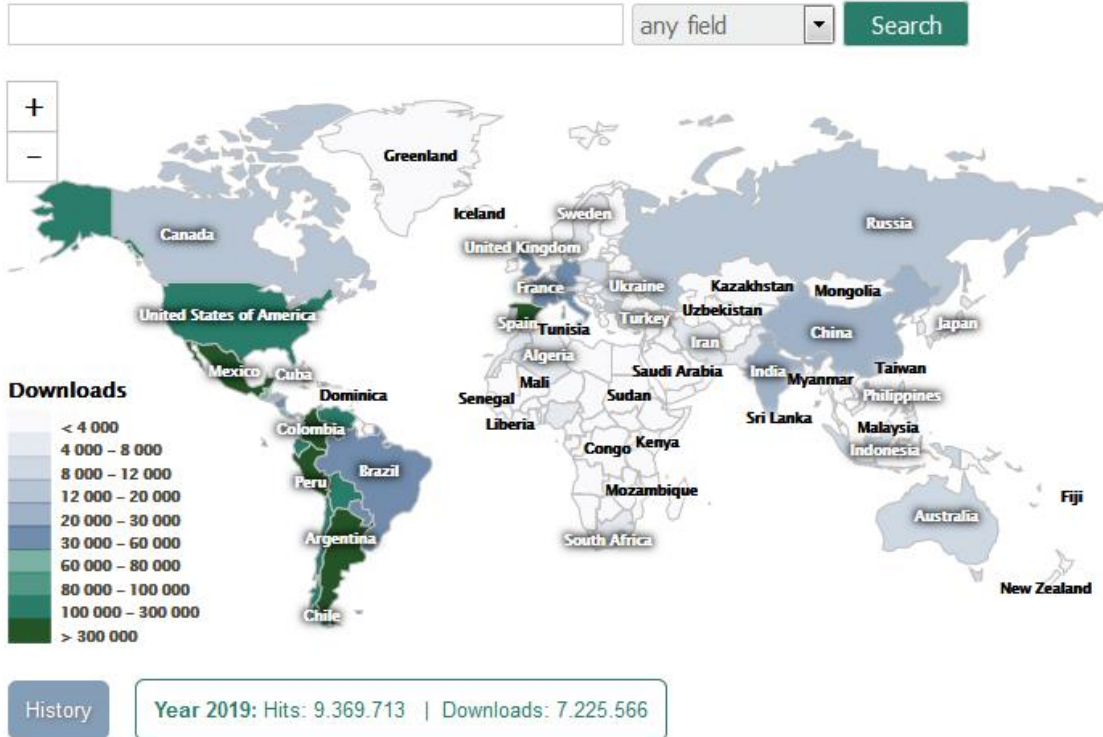 any field
Search
+
−
Greenland
Iceland
Sweden
Canada
Russia
United Kingdom
France
Ukraine
Kazakhstan
Mongolia
Uzbekistan
United States of America
Spain
Tunisia
Turkey
Japan
China
Iran
Algeria
Mexico
Cuba
Saudi Arabia
India
Myanmar
Taiwan
Downloads
Dominica
Mali
Senegal
Sudan
Philippines
< 4 000
Colombia
Liberia
Sri Lanka
Malaysia
4 000 – 8 000
Congo
Kenya
Indonesia
8 000 – 12 000
Peru
Brazil
12 000 – 20 000
Mozambique
Fiji
20 000 – 30 000
Argentina
South Africa
Australia
30 000 – 60 000
60 000 – 80 000
80 000 – 100 000
New Zealand
100 000 – 300 000
Chile
> 300 000
History
Year 2019: Hits: 9.369.713 | Downloads: 7.225.566